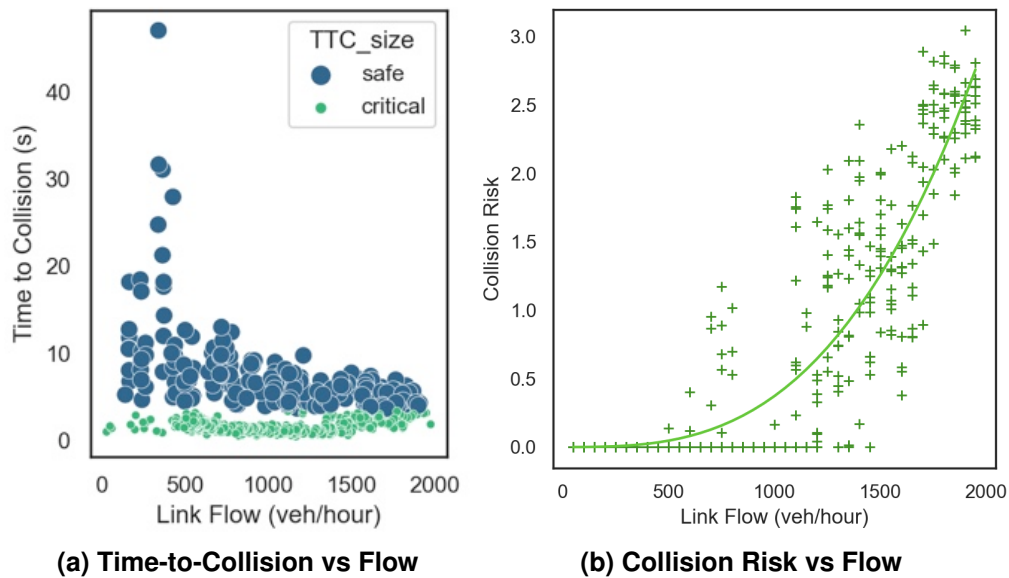 TTC_size
safe
critical
Time to Collision (s)
40
30
20
10
0
0 500 1000 1500 2000
Link Flow (veh/hour)
(a) Time-to-Collision vs Flow
3.0
2.5
2.0
1.5
1.0
0.5
0.0
Collision Risk
0 500 1000 1500 2000
Link Flow (veh/hour)
(b) Collision Risk vs Flow